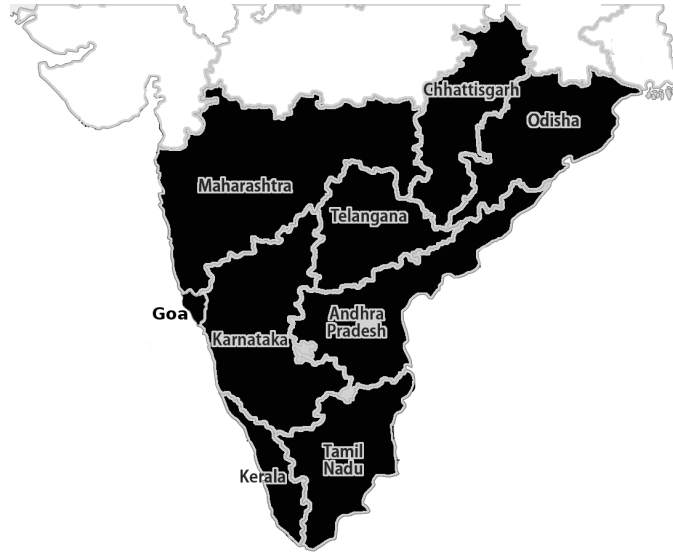 Chhattisgarh
Odisha
Maharashtra
Telangana
Goa
Andhra
Pradesh
Karnataka
Tamil
Nadu
Kerala